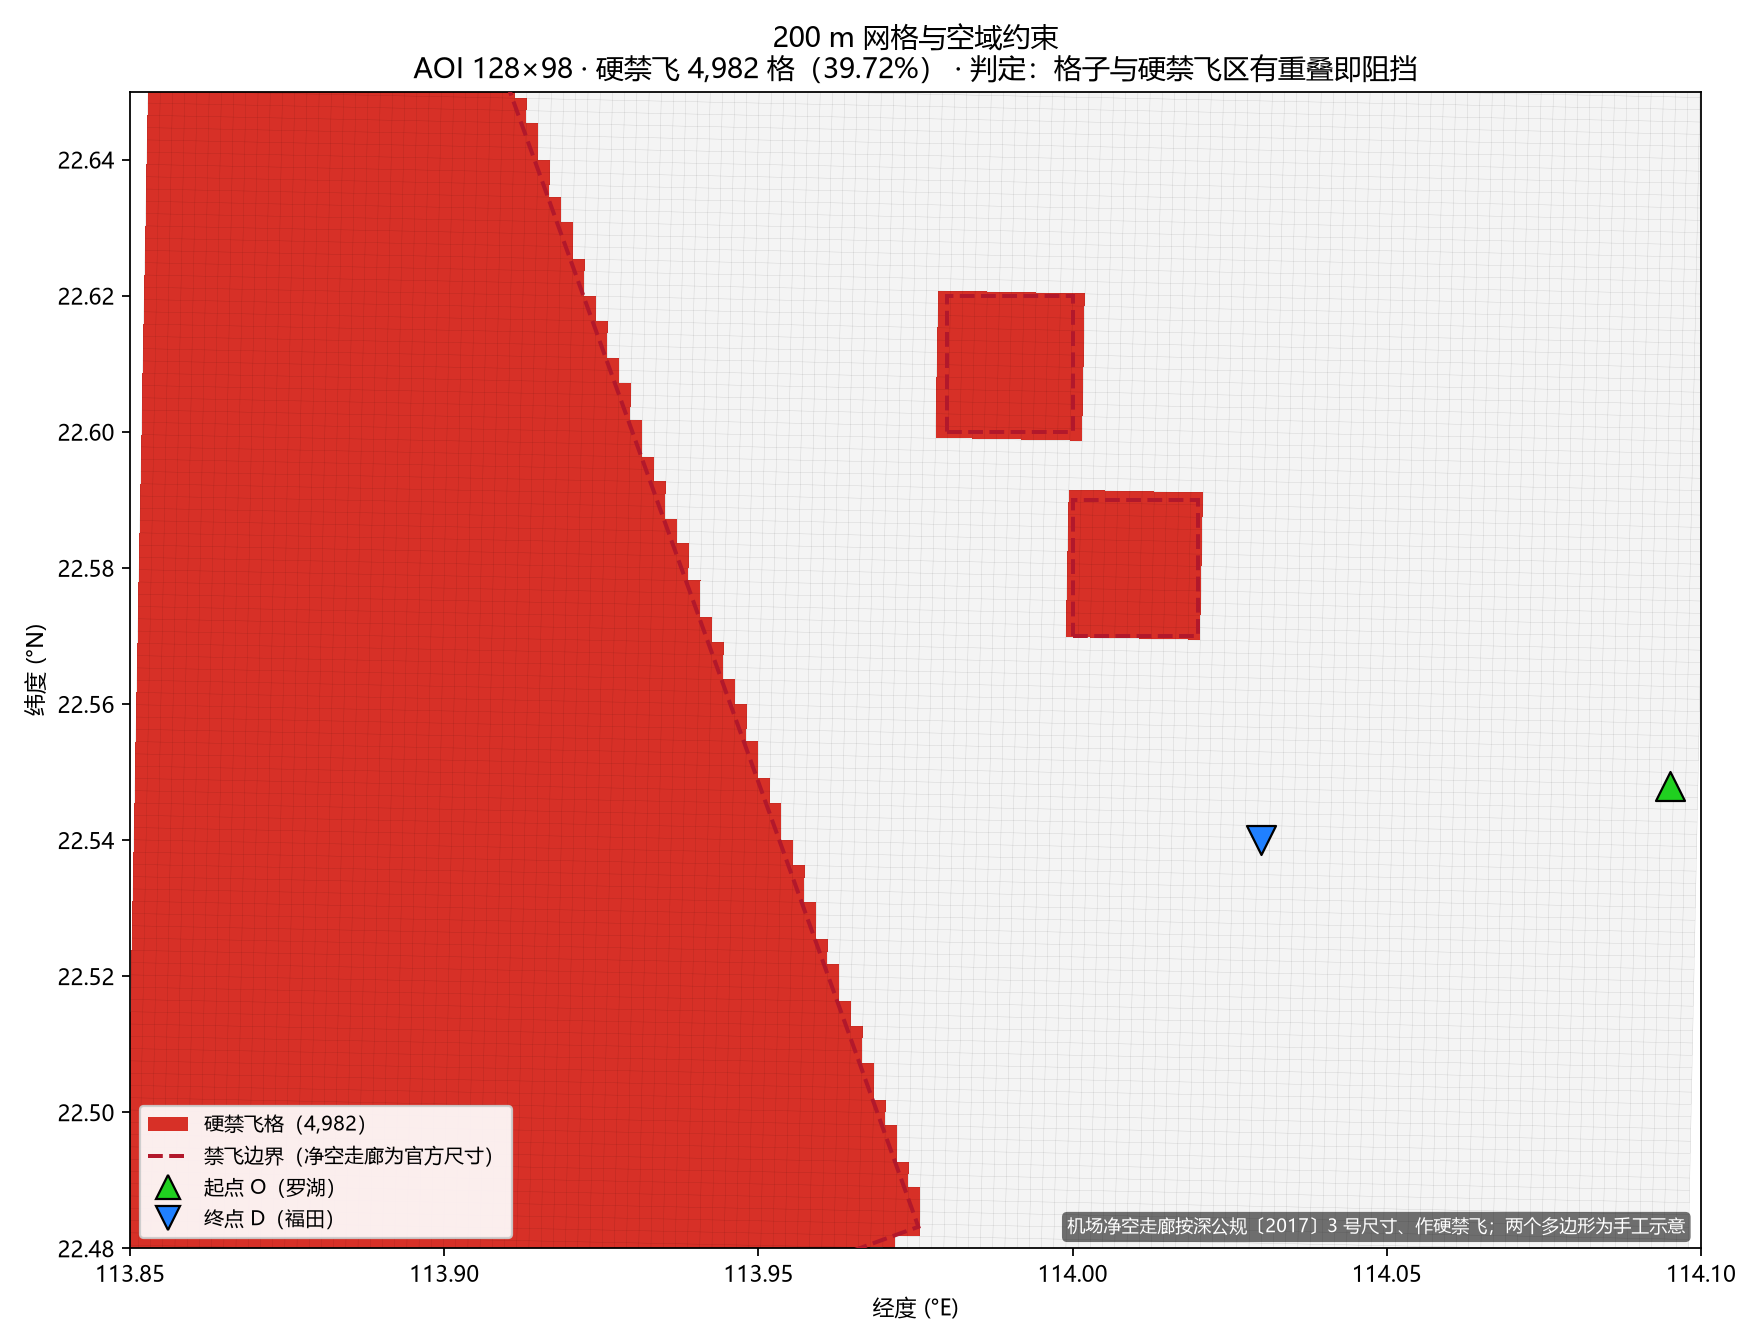 200 m 网格与空域约束
AOI 128×98 · 硬禁飞 4,982 格（39.72%） · 判定：格子与硬禁飞区有重叠即阻挡
纬度 (°N)
22.64
22.62
22.60
22.58
22.56
22.54
22.52
22.50
22.48
硬禁飞格（4,982）
禁飞边界（净空走廊为官方尺寸）
起点 O（罗湖）
终点 D（福田）
机场净空走廊按深公规〔2017〕3 号尺寸、作硬禁飞；两个多边形为手工示意
113.85
113.90
113.95
114.00
114.05
114.10
经度 (°E)